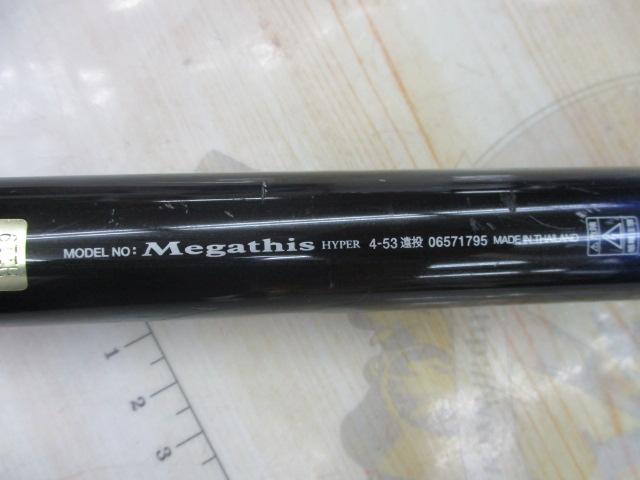 MODEL NO: Megathis HYPER 4-53 遠投 06571795 MADE IN THAILAND
1
2
3